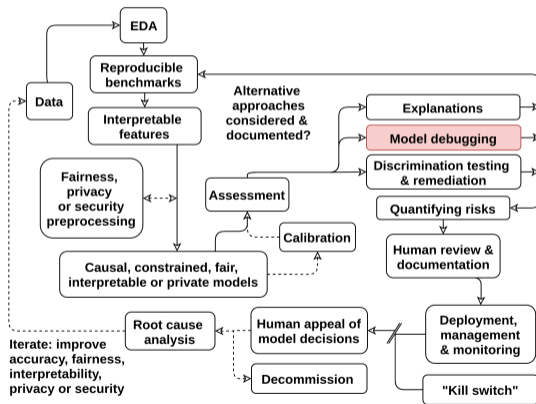 EDA
Reproducible
benchmarks
Data
Interpretable
features
Alternative
approaches
considered &
documented?
Explanations
Model debugging
Discrimination testing
& remediation
Fairness,
privacy
or security
preprocessing
Assessment
Quantifying risks
Calibration
Human review &
documentation
Causal, constrained, fair,
interpretable or private models
Root cause
analysis
Human appeal of
model decisions
Deployment,
management
& monitoring
Iterate: improve
accuracy, fairness,
interpretability,
privacy or security
Decommission
"Kill switch"